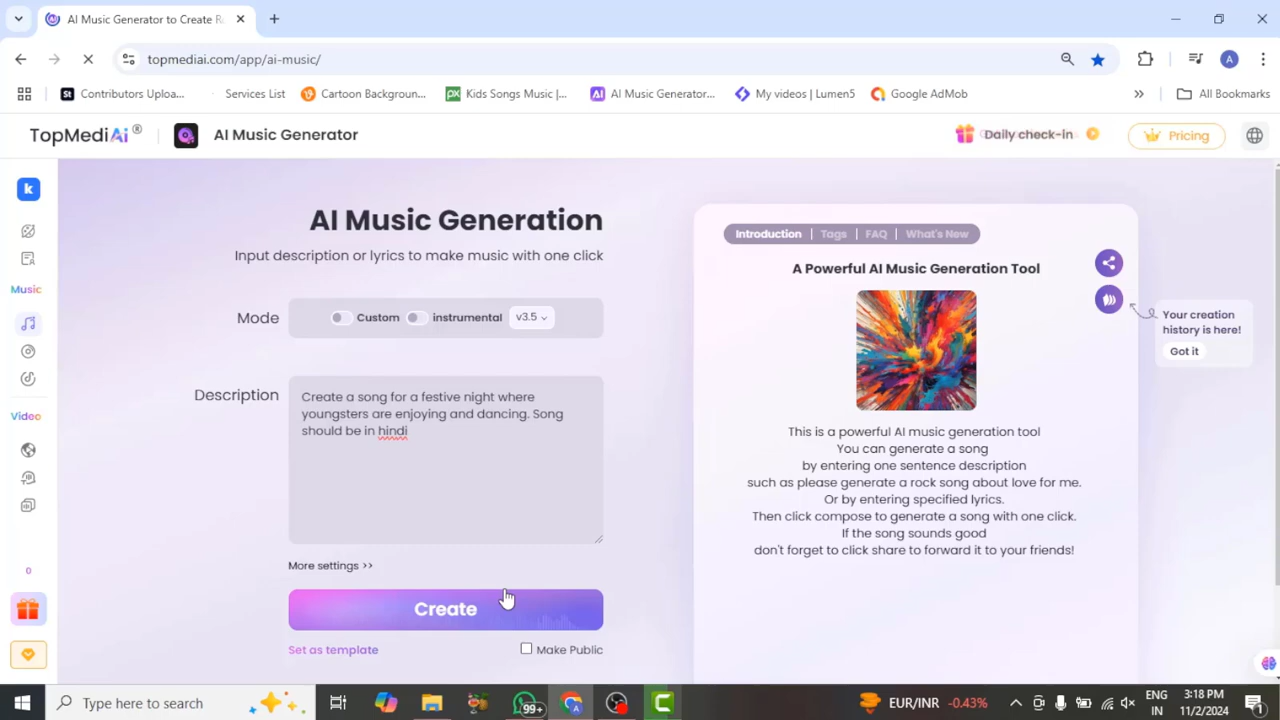 AI Music Generator to Create R
topmediai.com/app/ai-music/
Contributors Uploa...
Services List
Cartoon Backgroun...
Kids Songs Music |...
AI Music Generator...
My videos | Lumen5
Google AdMob
All Bookmarks
TopMediAi®
AI Music Generator
Daily check-in
Pricing
Music
Video
0
AI Music Generation
Input description or lyrics to make music with one click
Mode
Custom
instrumental
v3.5
Description
Create a song for a festive night where
youngsters are enjoying and dancing. Song
should be in hindi
More settings >>
Create
Set as template
Make Public
Introduction | Tags | FAQ | What's New
A Powerful AI Music Generation Tool
This is a powerful AI music generation tool
You can generate a song
by entering one sentence description
such as please generate a rock song about love for me.
Or by entering specified lyrics.
Then click compose to generate a song with one click.
If the song sounds good
don't forget to click share to forward it to your friends!
Your creation
history is here!
Got it
Type here to search
99+
EUR/INR -0.43%
ENG
IN
3:18 PM
11/2/2024